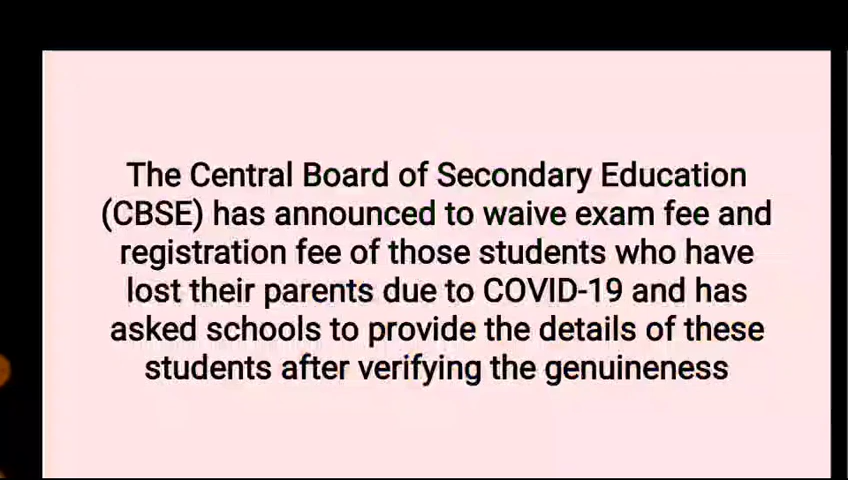 The Central Board of Secondary Education
(CBSE) has announced to waive exam fee and
registration fee of those students who have
lost their parents due to COVID-19 and has
asked schools to provide the details of these
students after verifying the genuineness